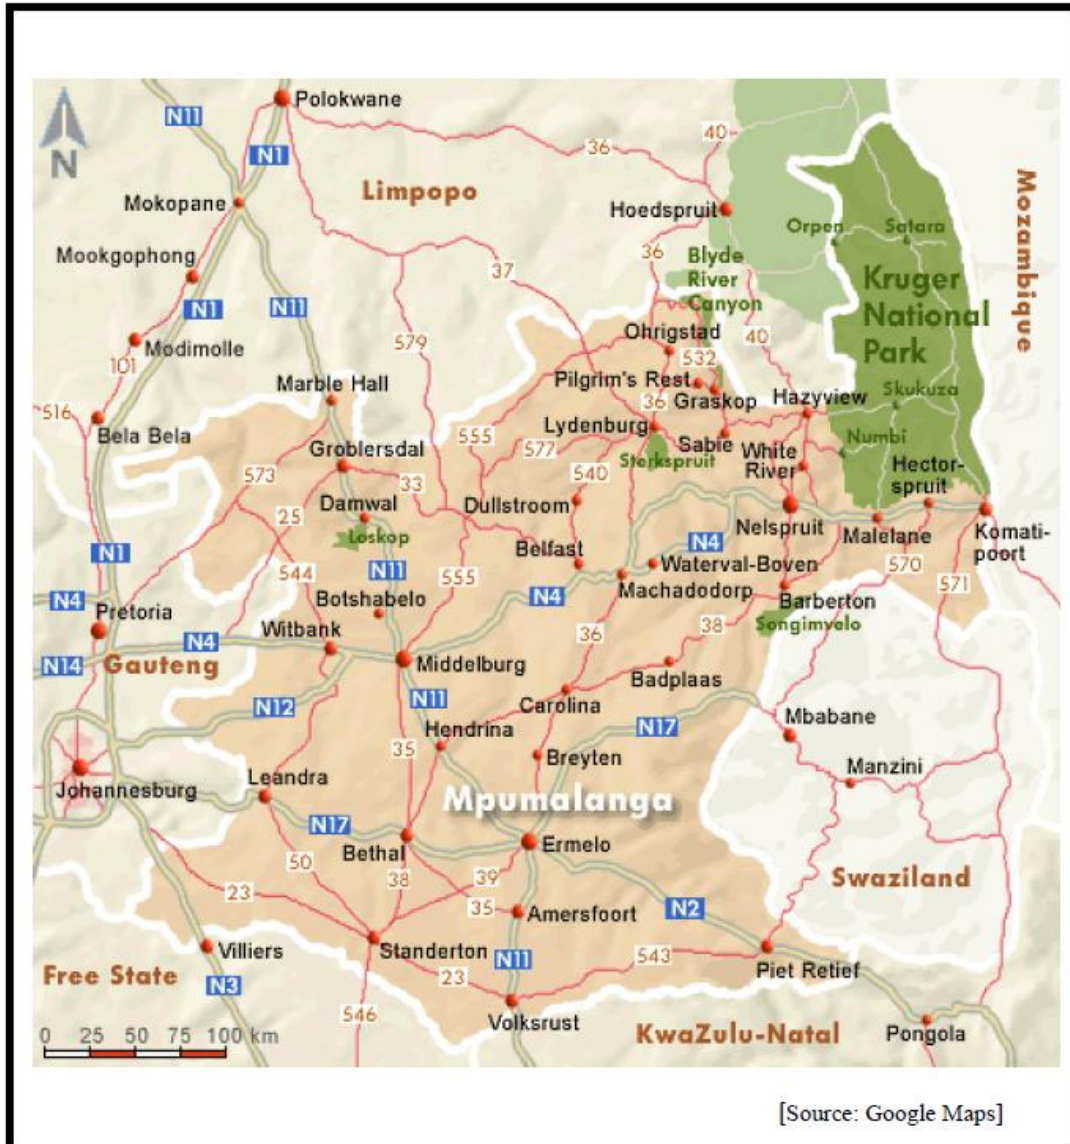 Polokwane
N11
N1
36
40
Limpopo
Mokopane
Hoedspruit
Mozambique
Orpen
Satara
Mookgophong
37
36
Blyde
River
Canyon
Kruger
National
Park
N1
N11
Modimolle
579
Ohrigstad
532
40
101
Marble Hall
Pilgrim's Rest
36
Graskop
Hazyview
Skukuza
516
Bela Bela
Groblersdal
555
577
Lydenburg
Sabie
Numbi
573
33
540
Sterkspruit
White
River
Hector-
spruit
25
Damwal
Loskop
Dullstroom
Nelspruit
Malelane
Komati-
poort
N1
Belfast
N4
544
N11
555
Waterval-Boven
570
571
N4
Pretoria
Botshabelo
N4
Machadodorp
Barberton
Songimvelo
N4
Witbank
36
38
N14
Gauteng
Middelburg
Badplaas
N12
N11
Carolina
Mbabane
Hendrina
N17
35
Breyten
Manzini
Johannesburg
Leandra
Mpumalanga
N17
Bethal
Ermelo
50
38
39
Swaziland
23
35
Amersfoort
N2
Villiers
Standerton
N11
543
Piet Retief
Free State
N3
23
546
Volksrust
KwaZulu-Natal
Pongola
0 25 50 75 100 km
N
[Source: Google Maps]